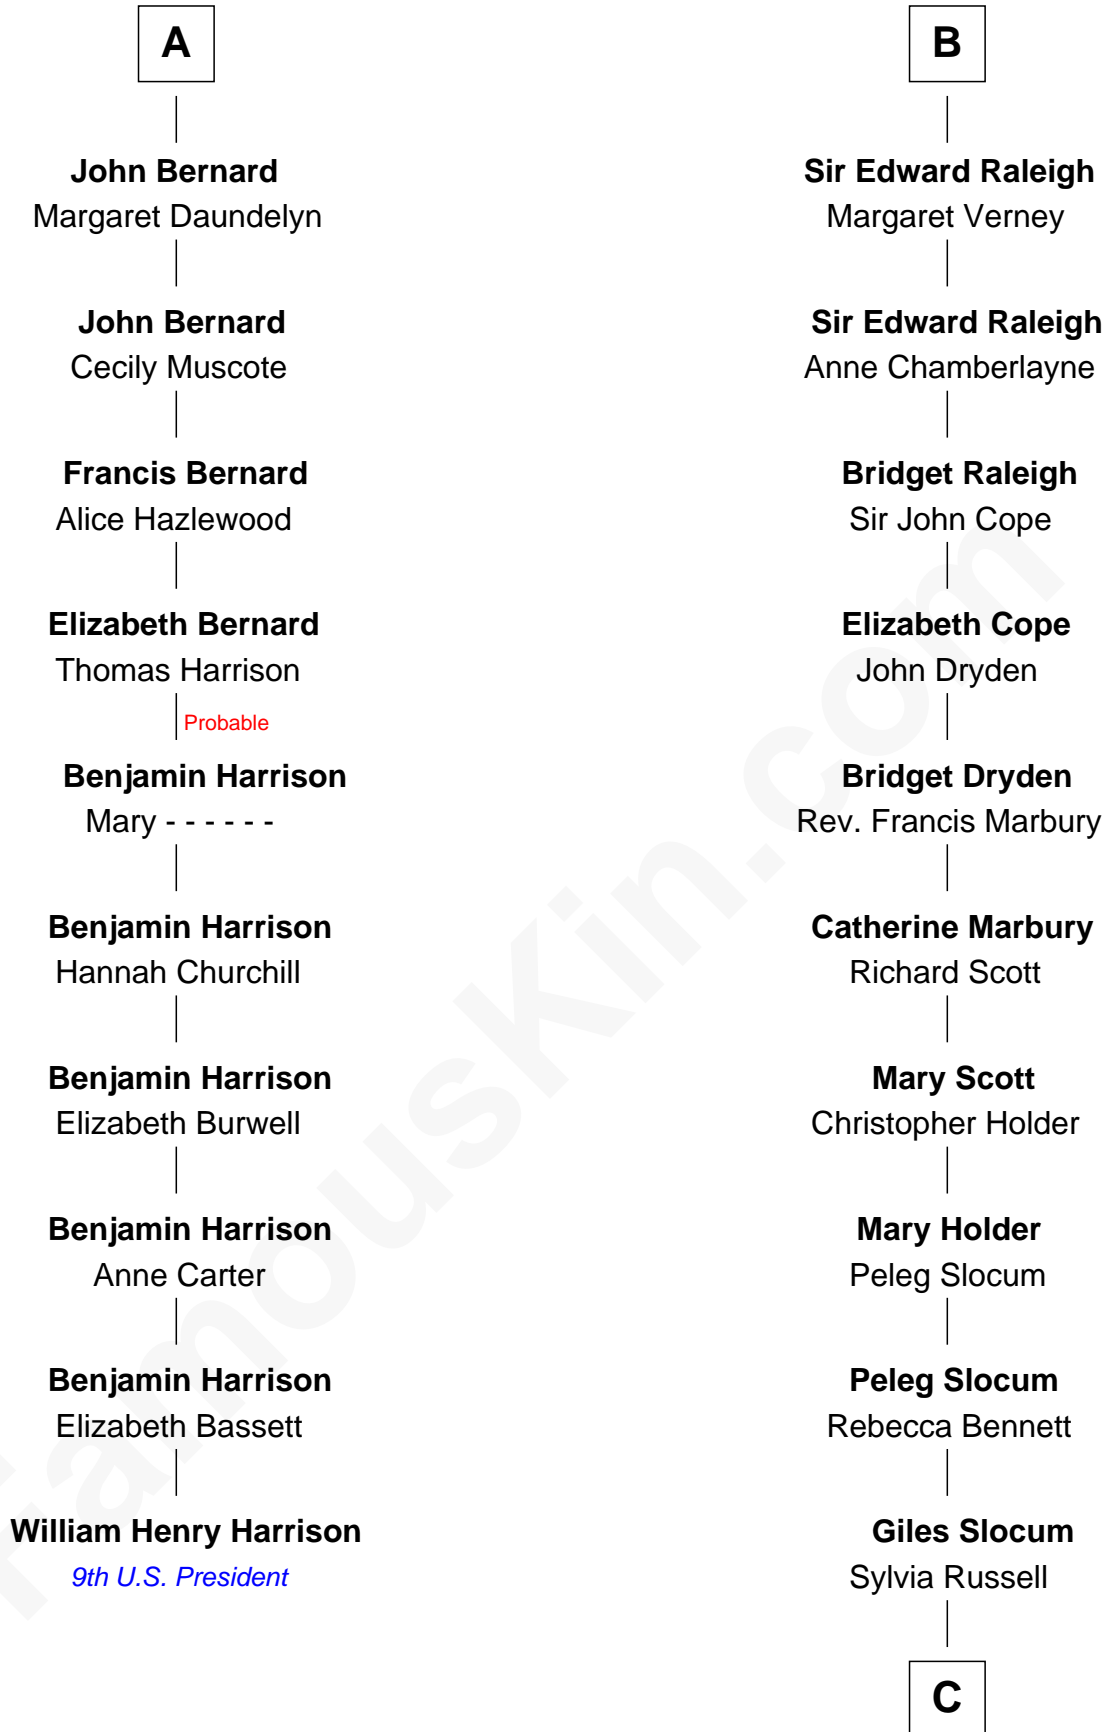 A
John Bernard
Margaret Daundelyn
John Bernard
Cecily Muscote
Francis Bernard
Alice Hazlewood
Elizabeth Bernard
Thomas Harrison
Probable
Benjamin Harrison
Mary - - - - - -
Benjamin Harrison
Hannah Churchill
Benjamin Harrison
Elizabeth Burwell
Benjamin Harrison
Anne Carter
Benjamin Harrison
Elizabeth Bassett
William Henry Harrison
9th U.S. President
B
Sir Edward Raleigh
Margaret Verney
Sir Edward Raleigh
Anne Chamberlayne
Bridget Raleigh
Sir John Cope
Elizabeth Cope
John Dryden
Bridget Dryden
Rev. Francis Marbury
Catherine Marbury
Richard Scott
Mary Scott
Christopher Holder
Mary Holder
Peleg Slocum
Peleg Slocum
Rebecca Bennett
Giles Slocum
Sylvia Russell
C
FamousKin.com